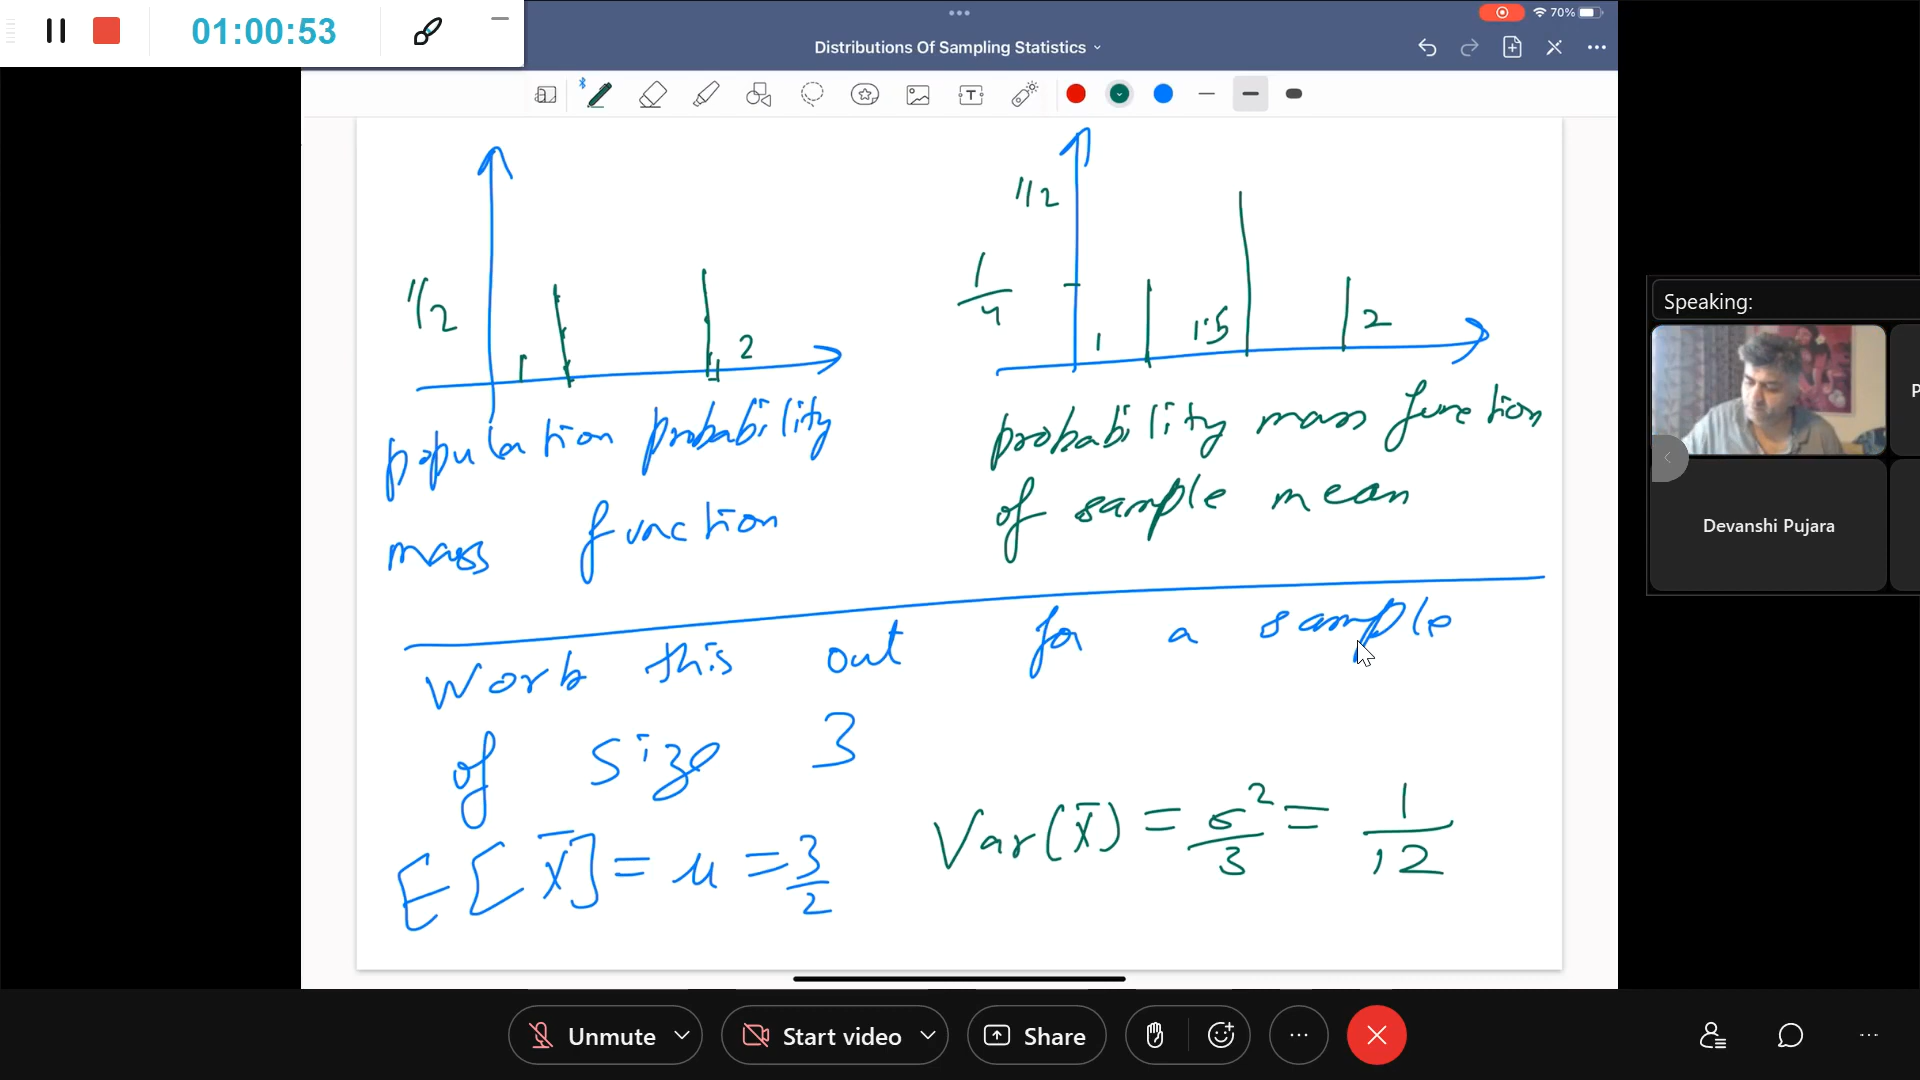 01:00:53
70%
Distributions Of Sampling Statistics
T
1/2
1 2
population probability
mass function
1/2
1/4
1 1.5 2
probability mass function
of sample mean
Work this out for a sample
of size 3
E[X̄] = μ = 3/2
Var(X̄) = σ²/3 = 1/12
Speaking:
P
Devanshi Pujara
Unmute
Start video
Share